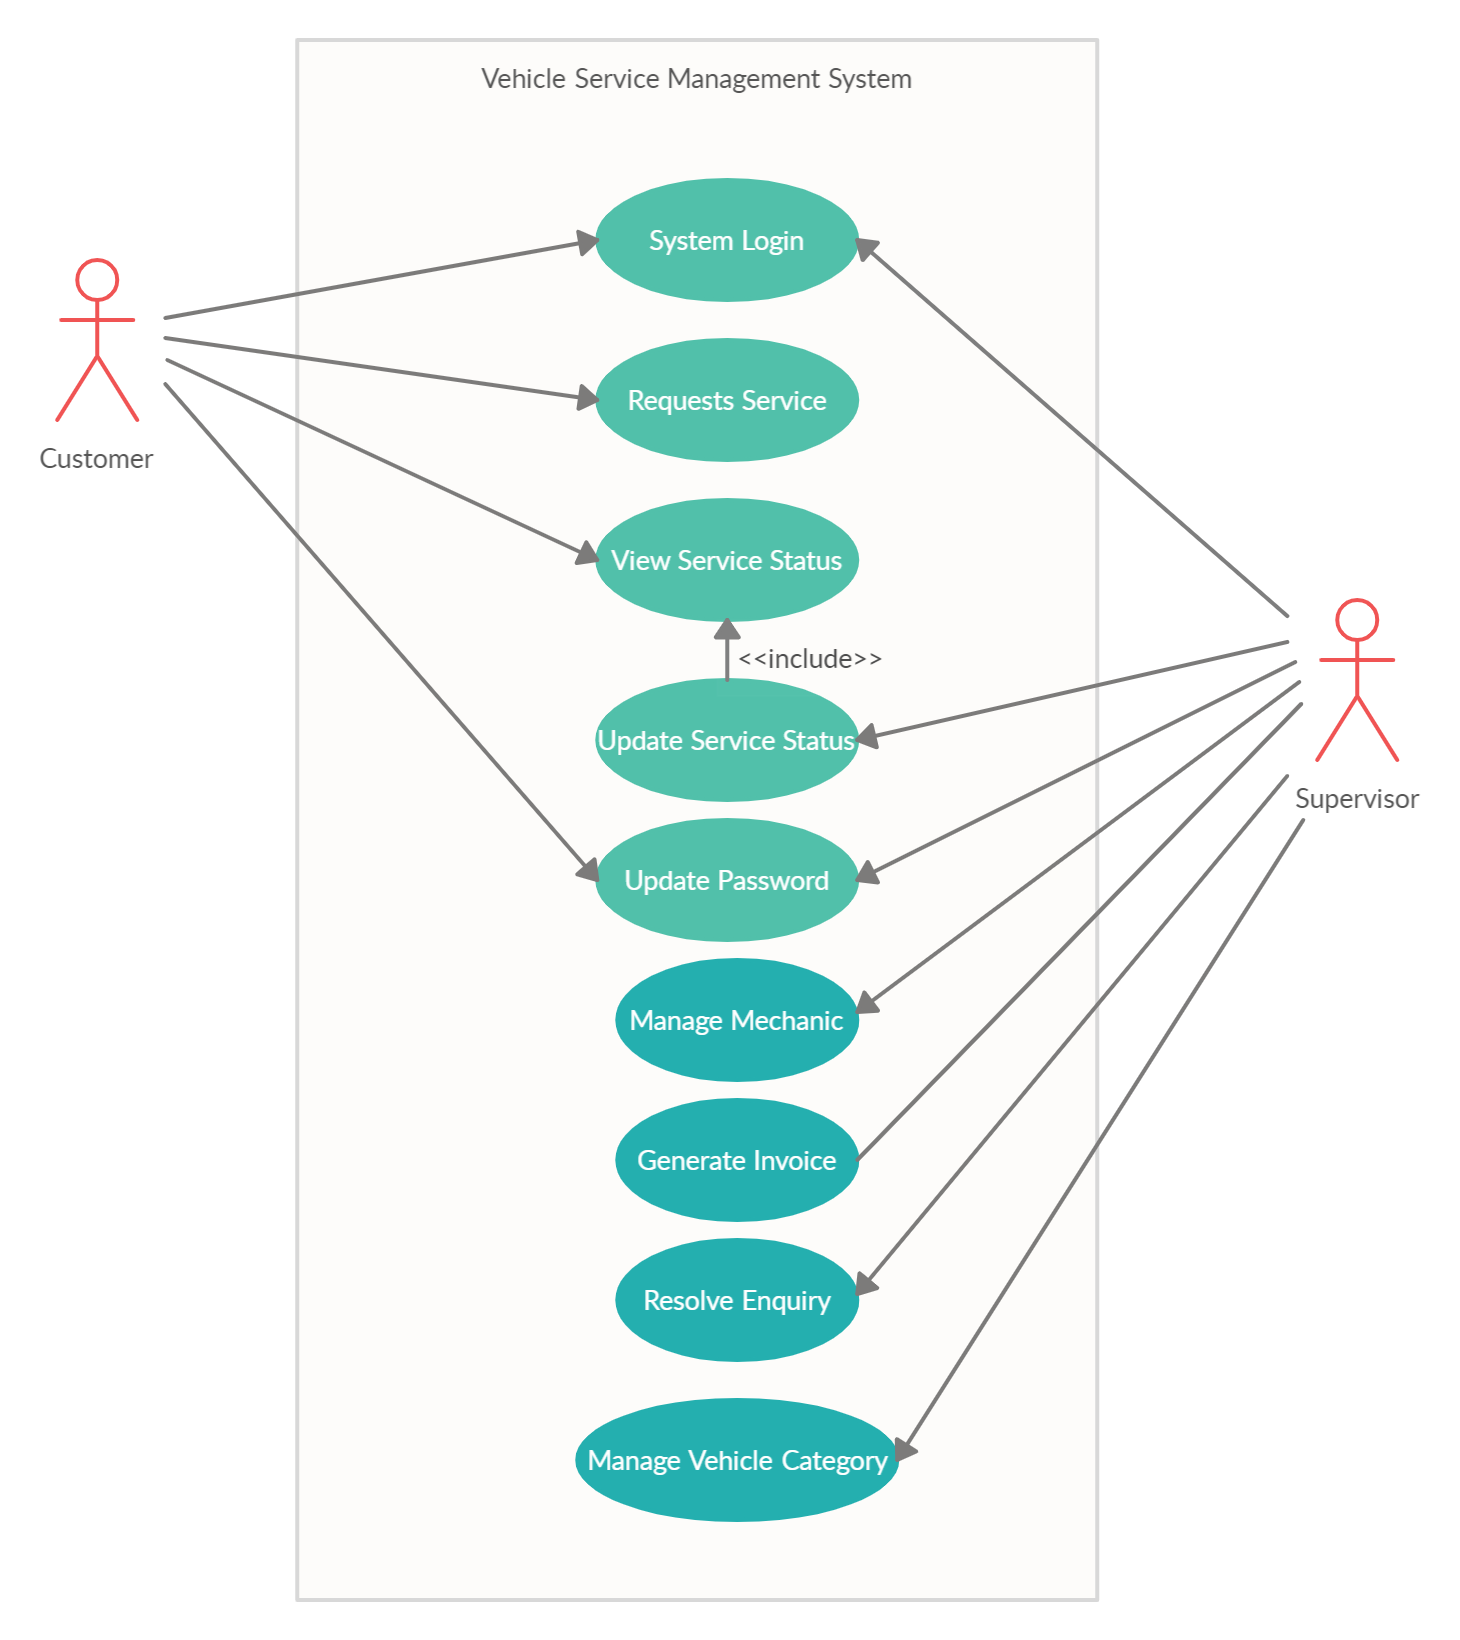 Vehicle Service Management System
System Login
Requests Service
Customer
View Service Status
<<include>>
Update Service Status
Supervisor
Update Password
Manage Mechanic
Generate Invoice
Resolve Enquiry
Manage Vehicle Category